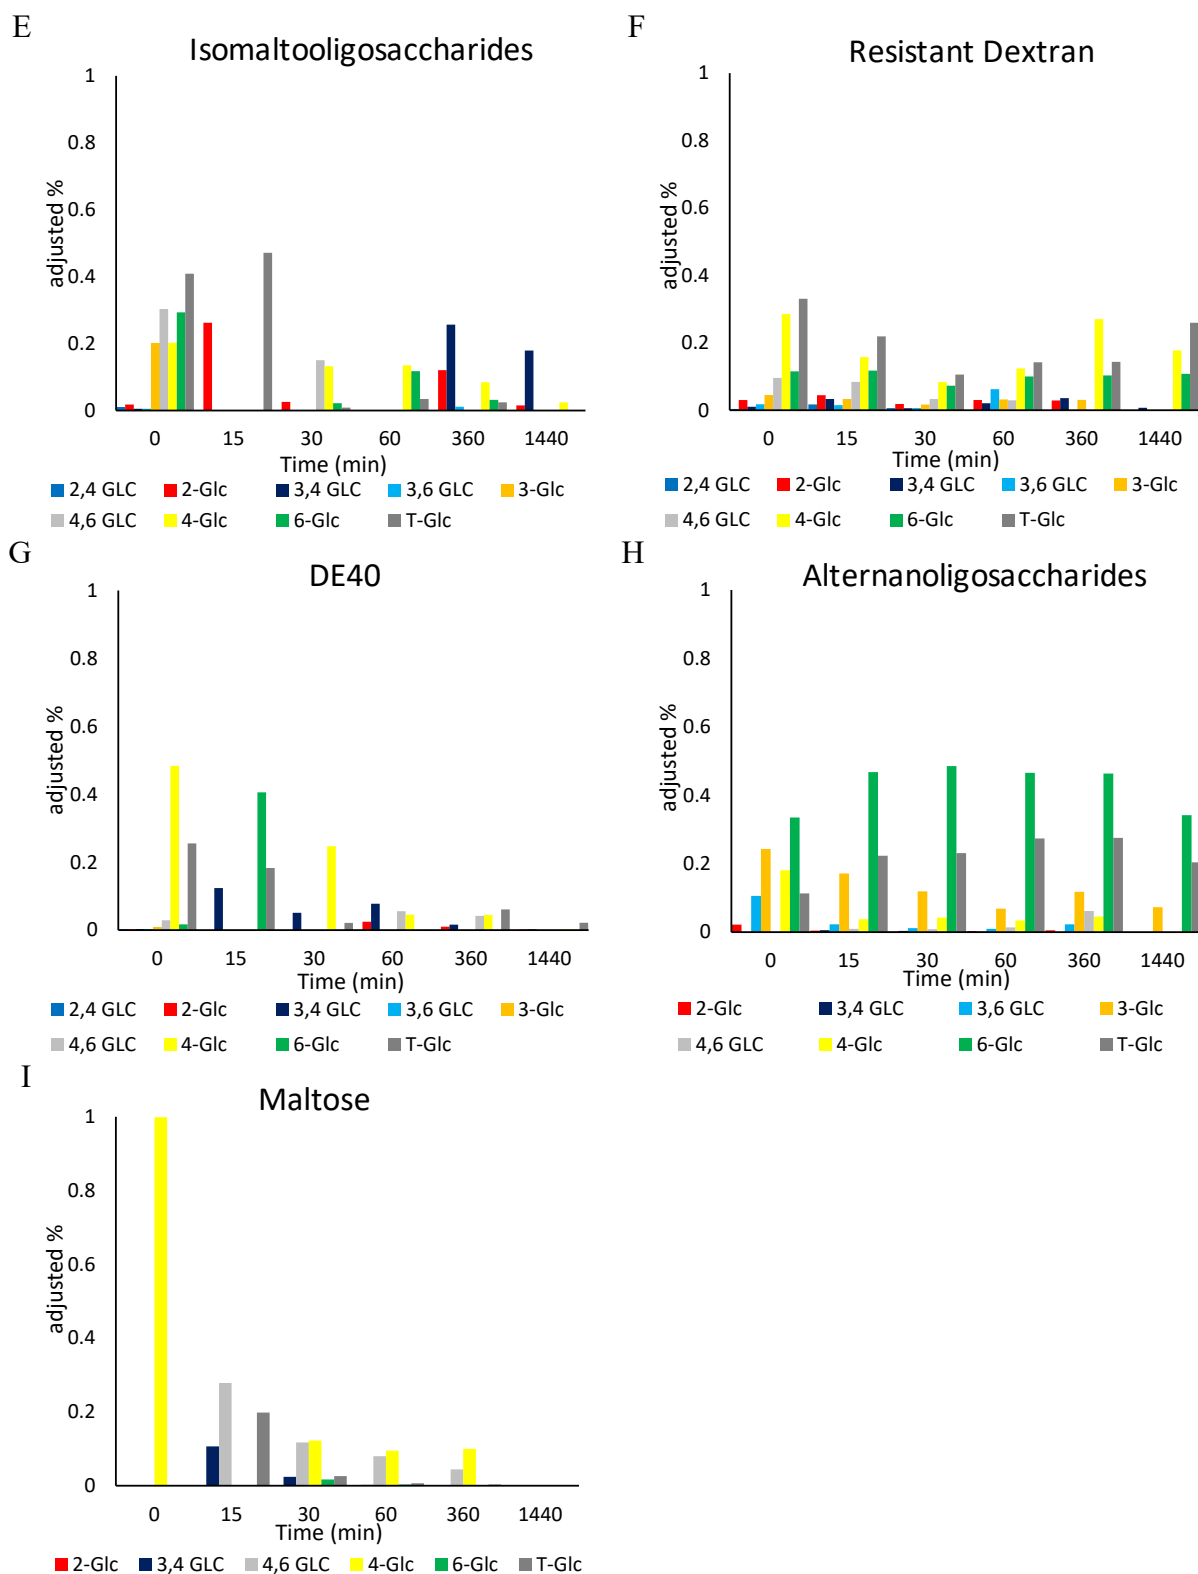 E
Isomaltooligosaccharides
1
0.8
0.6
0.4
0.2
0
adjusted %
0 15 30 60 360 1440
Time (min)
2,4 GLC 2-Glc 3,4 GLC 3,6 GLC 3-Glc
4,6 GLC 4-Glc 6-Glc T-Glc
F
Resistant Dextran
1
0.8
0.6
0.4
0.2
0
adjusted %
0 15 30 60 360 1440
Time (min)
2,4 GLC 2-Glc 3,4 GLC 3,6 GLC 3-Glc
4,6 GLC 4-Glc 6-Glc T-Glc
G
DE40
1
0.8
0.6
0.4
0.2
0
adjusted %
0 15 30 60 360 1440
Time (min)
2,4 GLC 2-Glc 3,4 GLC 3,6 GLC 3-Glc
4,6 GLC 4-Glc 6-Glc T-Glc
H
Alternanoligosaccharides
1
0.8
0.6
0.4
0.2
0
adjusted %
0 15 30 60 360 1440
Time (min)
2-Glc 3,4 GLC 3,6 GLC 3-Glc
4,6 GLC 4-Glc 6-Glc T-Glc
I
Maltose
1
0.8
0.6
0.4
0.2
0
adjusted %
0 15 30 60 360 1440
Time (min)
2-Glc 3,4 GLC 4,6 GLC 4-Glc 6-Glc T-Glc